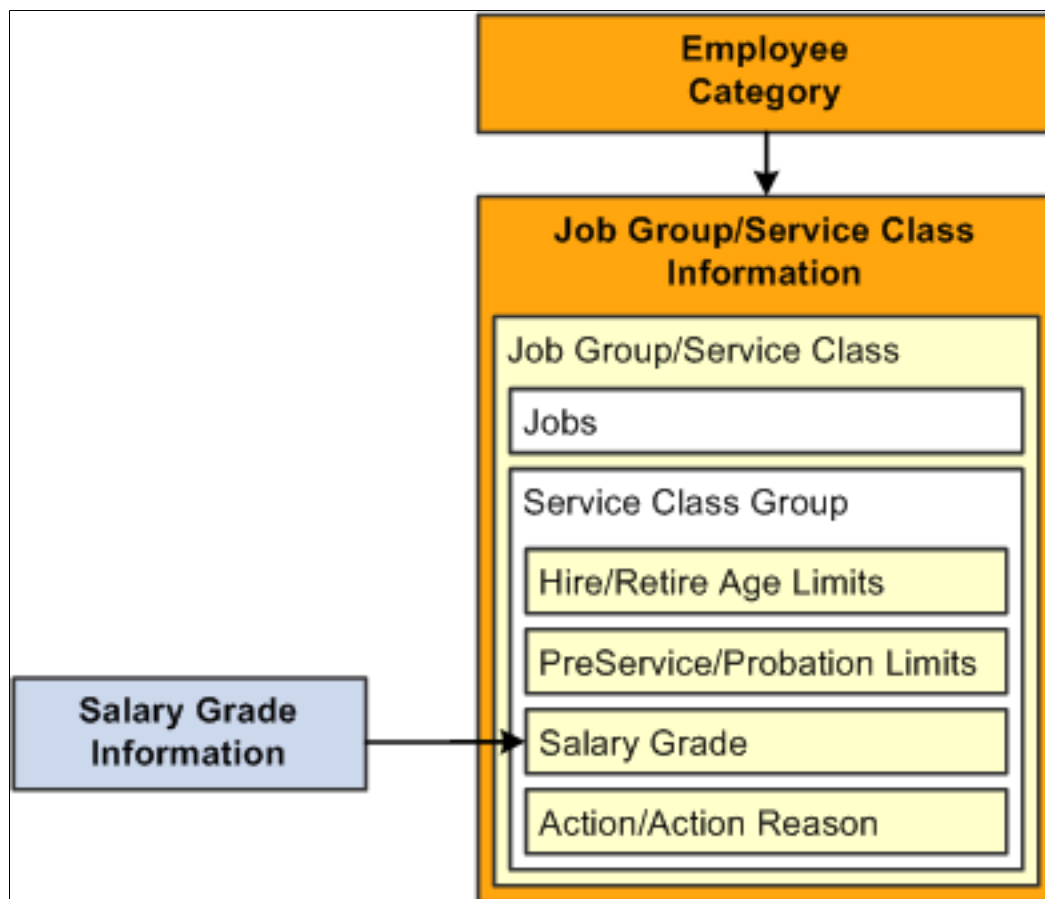 Employee
Category
Job Group/Service Class
Information
Job Group/Service Class
Jobs
Service Class Group
Hire/Retire Age Limits
PreService/Probation Limits
Salary Grade
Information
Salary Grade
Action/Action Reason